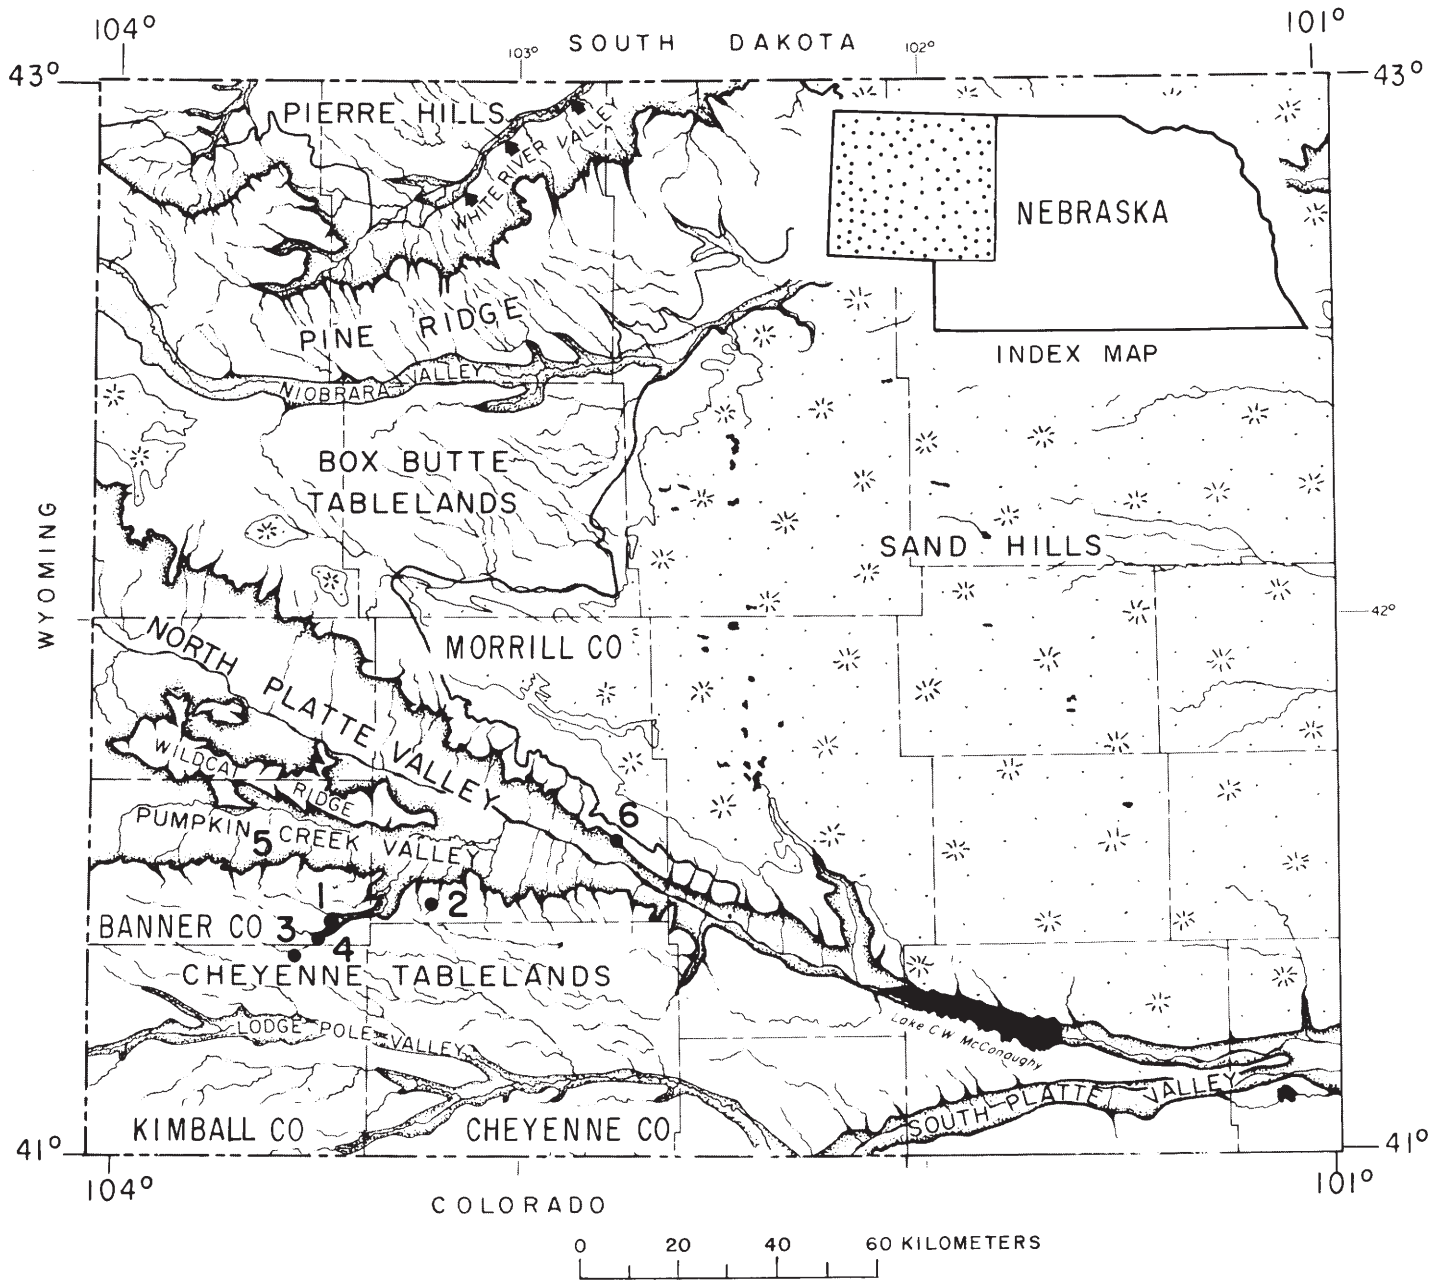 104°
101°
SOUTH DAKOTA
103°
102°
43°
43°
PIERRE HILLS
WHITE RIVER VALLEY
NEBRASKA
PINE RIDGE
INDEX MAP
NIOBRARA VALLEY
BOX BUTTE
TABLELANDS
WYOMING
SAND HILLS
42°
NORTH PLATTE VALLEY
MORRILL CO
WILDCAT
RIDGE
6
PUMPKIN CREEK VALLEY
5
1
2
BANNER CO
3
4
CHEYENNE TABLELANDS
LODGE POLE VALLEY
Lake C W McConaughy
SOUTH PLATTE VALLEY
KIMBALL CO
CHEYENNE CO
41°
41°
104°
101°
COLORADO
0 20 40 60 KILOMETERS